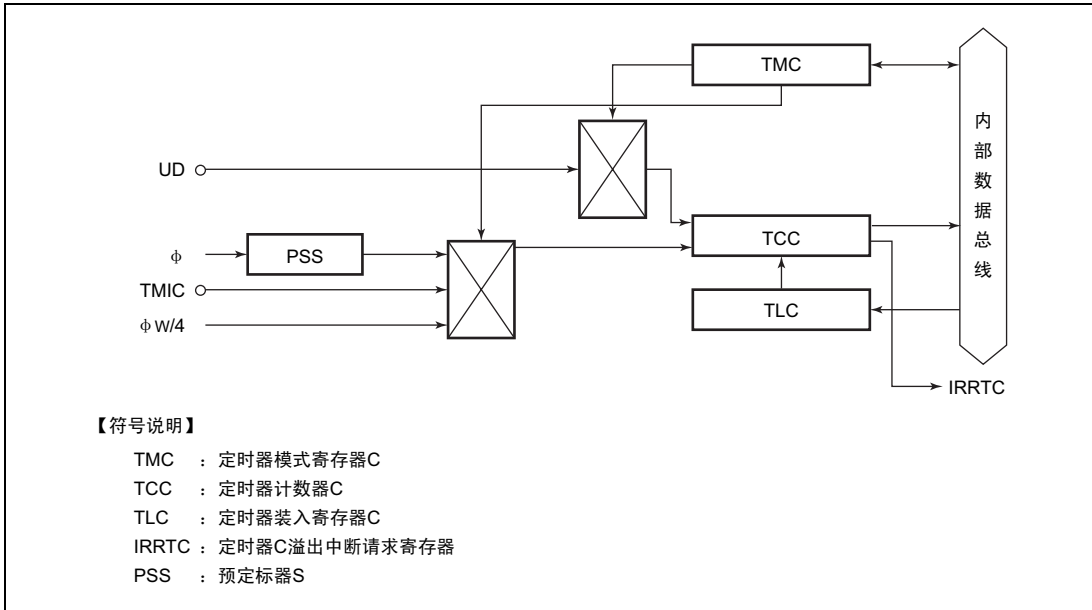 TMC
内部数据总线
UD
TCC
φ
PSS
TMIC
TLC
φW/4
IRRTC
【符号说明】
TMC ：定时器模式寄存器C
TCC ：定时器计数器C
TLC ：定时器装入寄存器C
IRRTC ：定时器C溢出中断请求寄存器
PSS ：预定标器S